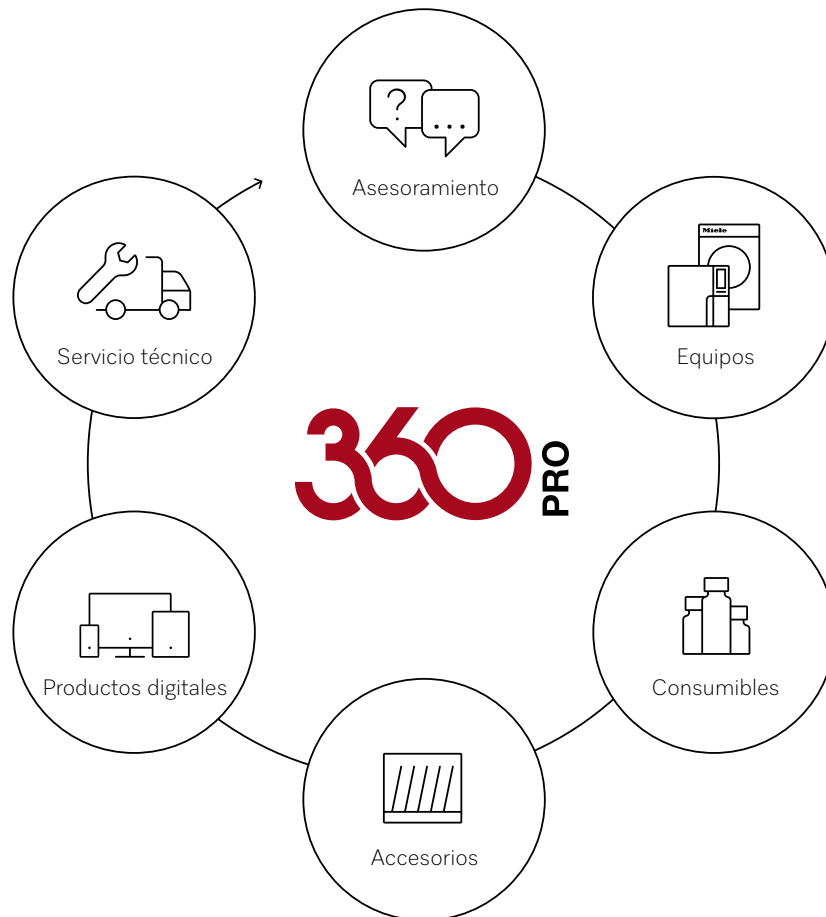 Asesoramiento
Miele
Equipos
Servicio técnico
360 PRO
Productos digitales
Consumibles
Accesorios